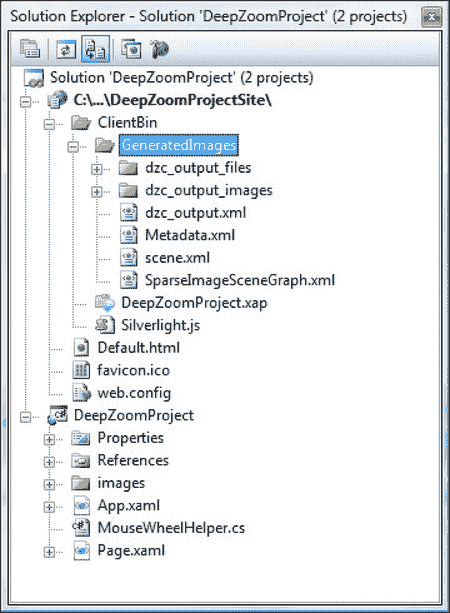 Solution Explorer - Solution 'DeepZoomProject' (2 projects)
Solution 'DeepZoomProject' (2 projects)
C:\...\DeepZoomProjectSite\
ClientBin
GeneratedImages
dzc_output_files
dzc_output_images
dzc_output.xml
Metadata.xml
scene.xml
SparseImageSceneGraph.xml
DeepZoomProject.xap
Silverlight.js
Default.html
favicon.ico
web.config
DeepZoomProject
Properties
References
images
App.xaml
MouseWheelHelper.cs
Page.xaml